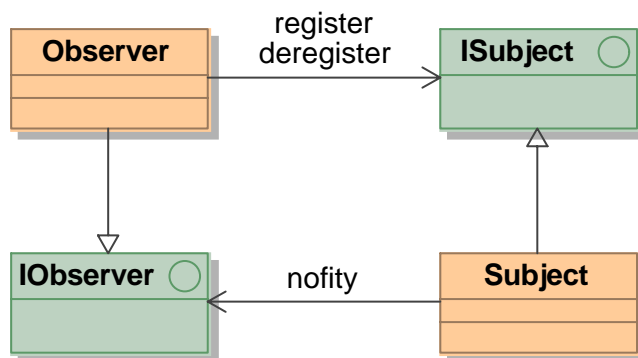 Observer
register
deregister
ISubject
IObserver
nofity
Subject